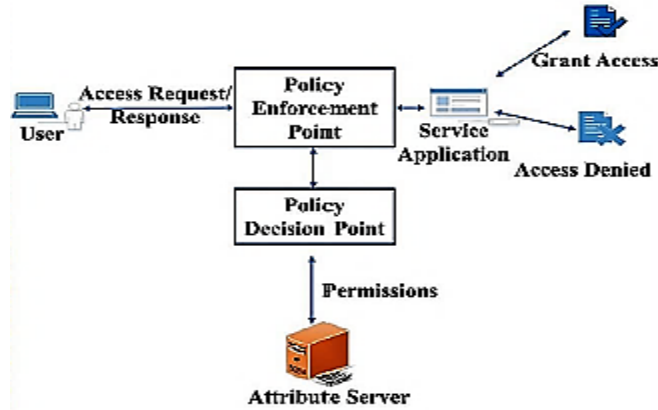 Grant Access
Access Request/
Response
User
Policy
Enforcement
Point
Service
Application
Access Denied
Policy
Decision Point
Permissions
Attribute Server